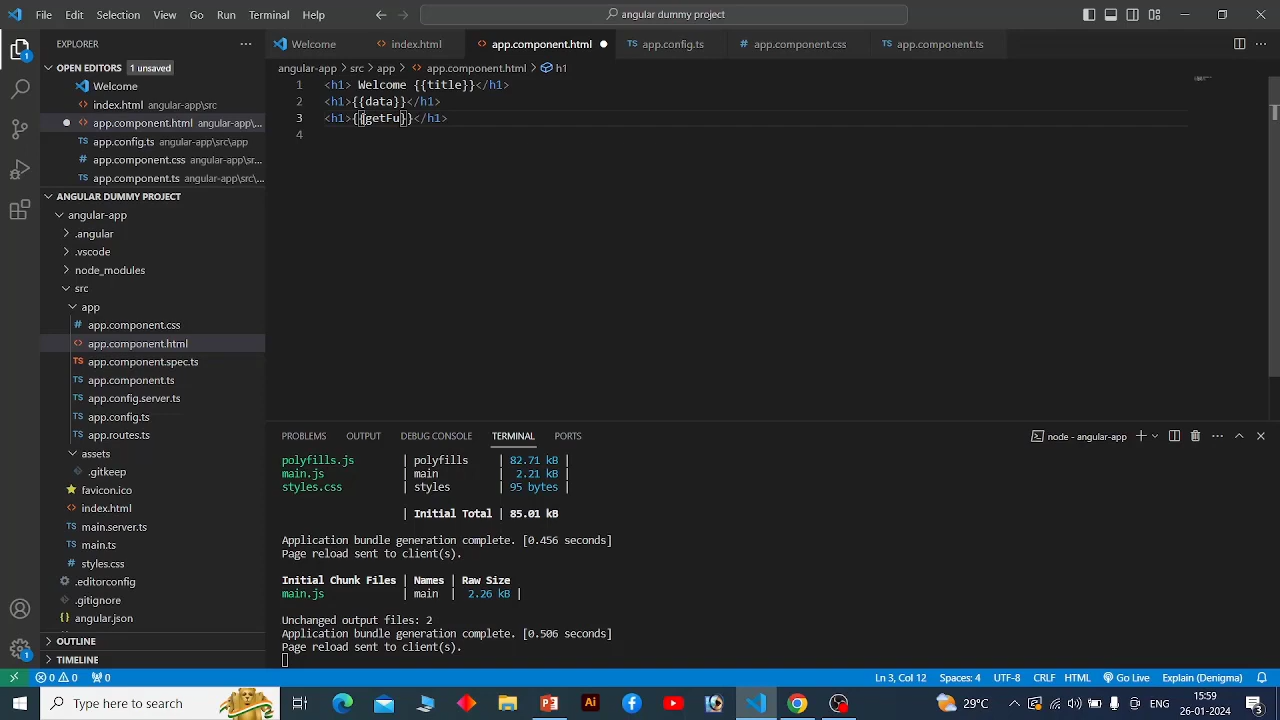 File Edit Selection View Go Run Terminal Help
angular dummy project
EXPLORER
OPEN EDITORS 1 unsaved
Welcome
index.html angular-app\src
app.component.html angular-app\...
app.config.ts angular-app\src\app
app.component.css angular-app\sr...
app.component.ts angular-app\src\...
ANGULAR DUMMY PROJECT
angular-app
.angular
.vscode
node_modules
src
app
app.component.css
app.component.html
app.component.spec.ts
app.component.ts
app.config.server.ts
app.config.ts
app.routes.ts
assets
.gitkeep
favicon.ico
index.html
main.server.ts
main.ts
styles.css
.editorconfig
.gitignore
angular.json
OUTLINE
TIMELINE
Welcome index.html app.component.html app.config.ts app.component.css app.component.ts
angular-app > src > app > app.component.html > h1
1 <h1> Welcome {{title}}</h1>
2 <h1>{{data}}</h1>
3 <h1>{{getFu}}</h1>
4
PROBLEMS OUTPUT DEBUG CONSOLE TERMINAL PORTS
node - angular-app
polyfills.js | polyfills | 82.71 kB |
main.js | main | 2.21 kB |
styles.css | styles | 95 bytes |
| Initial Total | 85.01 kB
Application bundle generation complete. [0.456 seconds]
Page reload sent to client(s).
Initial Chunk Files | Names | Raw Size
main.js | main | 2.26 kB |
Unchanged output files: 2
Application bundle generation complete. [0.506 seconds]
Page reload sent to client(s).
0 0 0 Ln 3, Col 12 Spaces: 4 UTF-8 CRLF HTML Go Live Explain (Denigma)
Type here to search
29°C ENG 15:59
26-01-2024